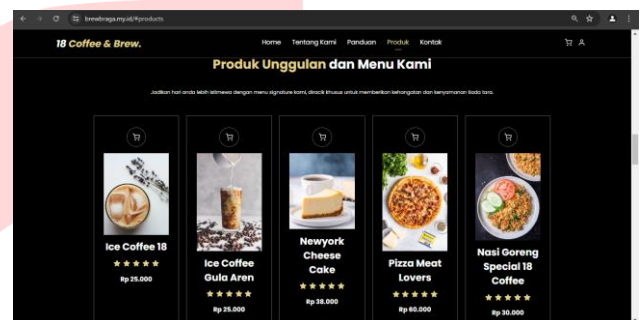 brewbraga.my.id/#products
18 Coffee & Brew.
Home Tentang Kami Panduan Produk Kontak
Produk Unggulan dan Menu Kami
Jadikan hari anda lebih istimewa dengan menu signature kami, diracik khusus untuk memberikan kehangatan dan kenyamanan tiada tara.
Ice Coffee 18
Rp 25.000
Ice Coffee
Gula Aren
Rp 25.000
Newyork
Cheese
Cake
Rp 38.000
Pizza Meat
Lovers
Rp 60.000
Nasi Goreng
Special 18
Coffee
Rp 30.000